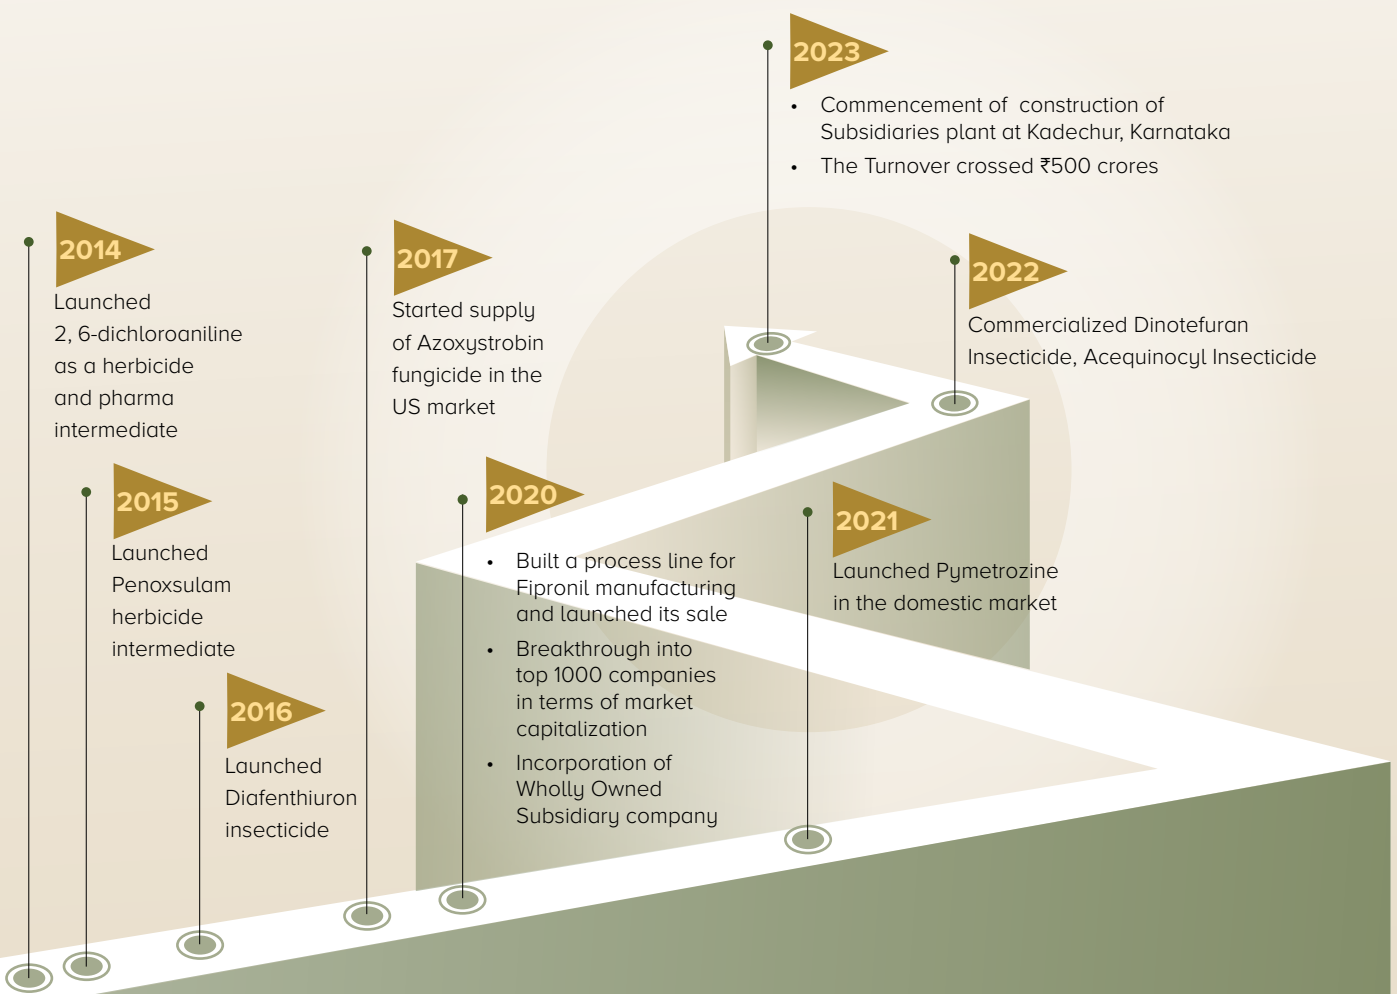 2014
Launched
2, 6-dichloroaniline
as a herbicide
and pharma
intermediate
2015
Launched
Penoxsulam
herbicide
intermediate
2016
Launched
Diafenthiuron
insecticide
2017
Started supply
of Azoxystrobin
fungicide in the
US market
2020
• Built a process line for
Fipronil manufacturing
and launched its sale
• Breakthrough into
top 1000 companies
in terms of market
capitalization
• Incorporation of
Wholly Owned
Subsidiary company
2021
Launched Pymetrozine
in the domestic market
2022
Commercialized Dinotefuran
Insecticide, Acequinocyl Insecticide
2023
• Commencement of construction of
Subsidiaries plant at Kadechur, Karnataka
• The Turnover crossed ₹500 crores